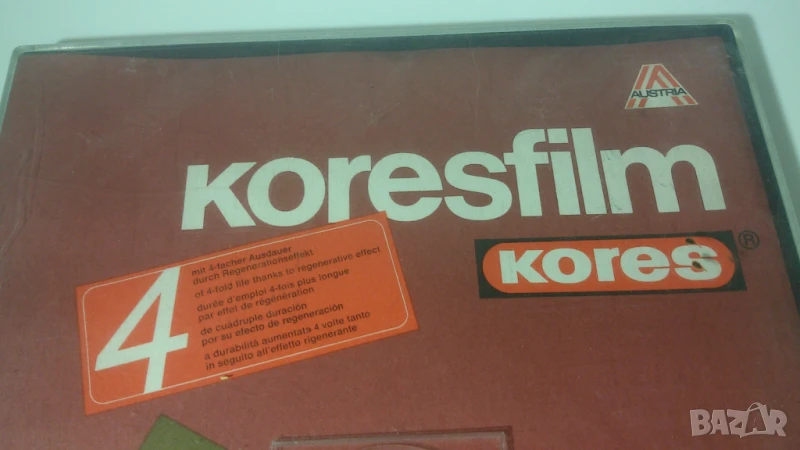 AUSTRIA
Koresfilm
Kores ®
4
mit 4-facher Ausdauer
durch Regenerationseffekt
of 4-fold life thanks to regenerative effect
durée d'emploi 4-fois plus longue
par effet de régénération
de cuadruple duración
por su efecto de regeneración
a durabilità aumentats 4 volte tanto
in seguito all'effetto rigenerante
BAZAR